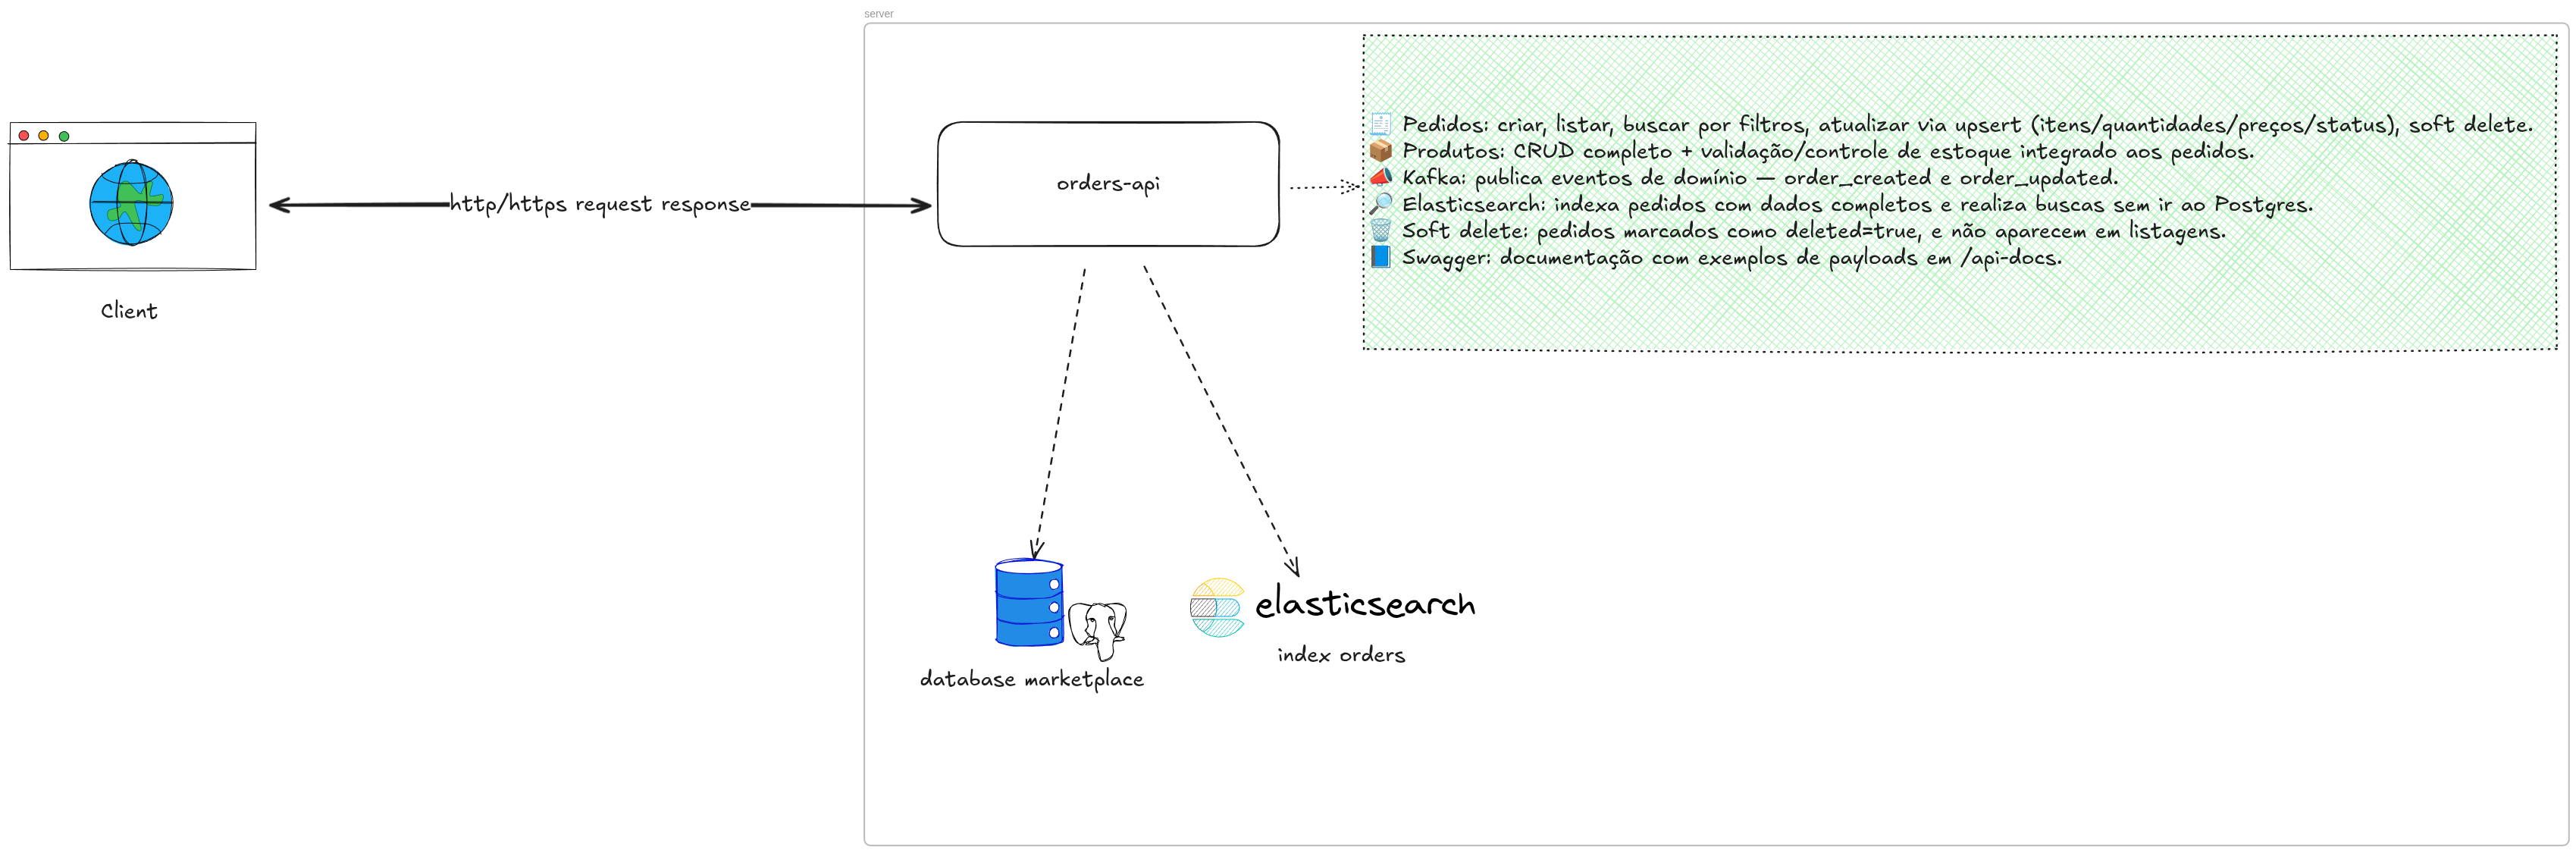 server
🧾 Pedidos: criar, listar, buscar por filtros, atualizar via upsert (itens/quantidades/preços/status), soft delete.
📦 Produtos: CRUD completo + validação/controle de estoque integrado aos pedidos.
📣 Kafka: publica eventos de domínio — order_created e order_updated.
🔎 Elasticsearch: indexa pedidos com dados completos e realiza buscas sem ir ao Postgres.
🗑️ Soft delete: pedidos marcados como deleted=true, e não aparecem em listagens.
📘 Swagger: documentação com exemplos de payloads em /api-docs.
orders-api
http/https request response
Client
elasticsearch
index orders
database marketplace